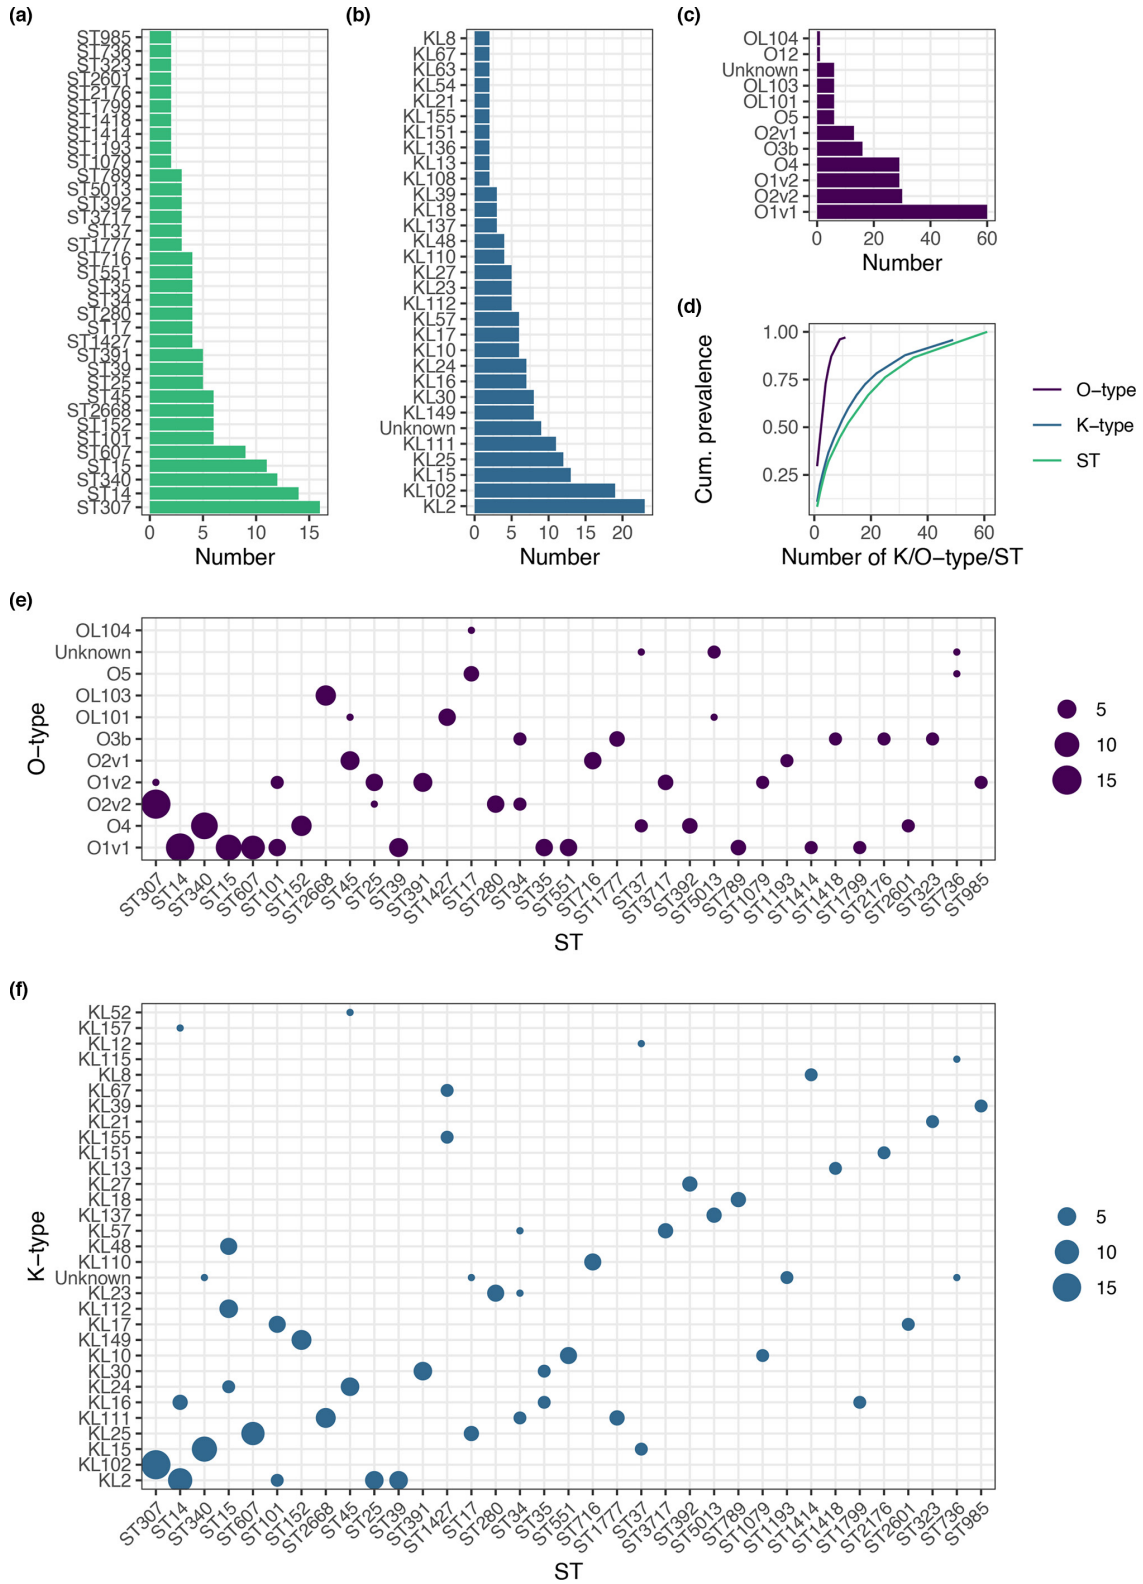 (a)
ST985
ST736
ST323
ST2601
ST2176
ST1799
ST1418
ST1414
ST1193
ST1079
ST789
ST5013
ST392
ST3717
ST37
ST1777
ST716
ST551
ST35
ST34
ST280
ST17
ST1427
ST391
ST39
ST25
ST45
ST2668
ST152
ST101
ST607
ST15
ST340
ST14
ST307
0 5 10 15
Number
(b)
KL8
KL67
KL63
KL54
KL21
KL155
KL151
KL136
KL13
KL108
KL39
KL18
KL137
KL48
KL110
KL27
KL23
KL112
KL57
KL17
KL10
KL24
KL16
KL30
KL149
Unknown
KL111
KL25
KL15
KL102
KL2
0 5 10 15 20
Number
(c)
OL104
O12
Unknown
OL103
OL101
O5
O2v1
O3b
O4
O1v2
O2v2
O1v1
0 20 40 60
Number
(d)
Cum. prevalence
1.00
0.75
0.50
0.25
0 20 40 60
Number of K/O−type/ST
O−type
K−type
ST
(e)
O−type
OL104
Unknown
O5
OL103
OL101
O3b
O2v1
O1v2
O2v2
O4
O1v1
ST307 ST14 ST340 ST15 ST607 ST101 ST152 ST2668 ST45 ST25 ST39 ST391 ST1427 ST17 ST280 ST34 ST35 ST551 ST716 ST1777 ST37 ST3717 ST392 ST5013 ST789 ST1079 ST1193 ST1414 ST1418 ST1799 ST2176 ST2601 ST323 ST736 ST985
ST
5
10
15
(f)
K−type
KL52
KL157
KL12
KL115
KL8
KL67
KL39
KL21
KL155
KL151
KL13
KL27
KL18
KL137
KL57
KL48
KL110
Unknown
KL23
KL112
KL17
KL149
KL10
KL30
KL24
KL16
KL111
KL25
KL15
KL102
KL2
ST307 ST14 ST340 ST15 ST607 ST101 ST152 ST2668 ST45 ST25 ST39 ST391 ST1427 ST17 ST280 ST34 ST35 ST551 ST716 ST1777 ST37 ST3717 ST392 ST5013 ST789 ST1079 ST1193 ST1414 ST1418 ST1799 ST2176 ST2601 ST323 ST736 ST985
ST
5
10
15